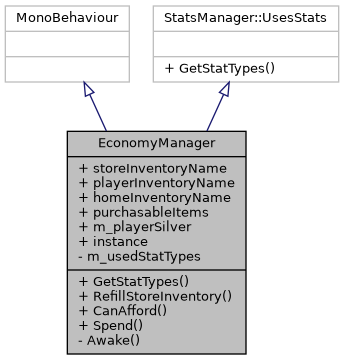 MonoBehaviour
StatsManager::UsesStats
+ GetStatTypes()
EconomyManager
+ storeInventoryName
+ playerInventoryName
+ homeInventoryName
+ purchasableItems
+ m_playerSilver
+ instance
- m_usedStatTypes
+ GetStatTypes()
+ RefillStoreInventory()
+ CanAfford()
+ Spend()
- Awake()